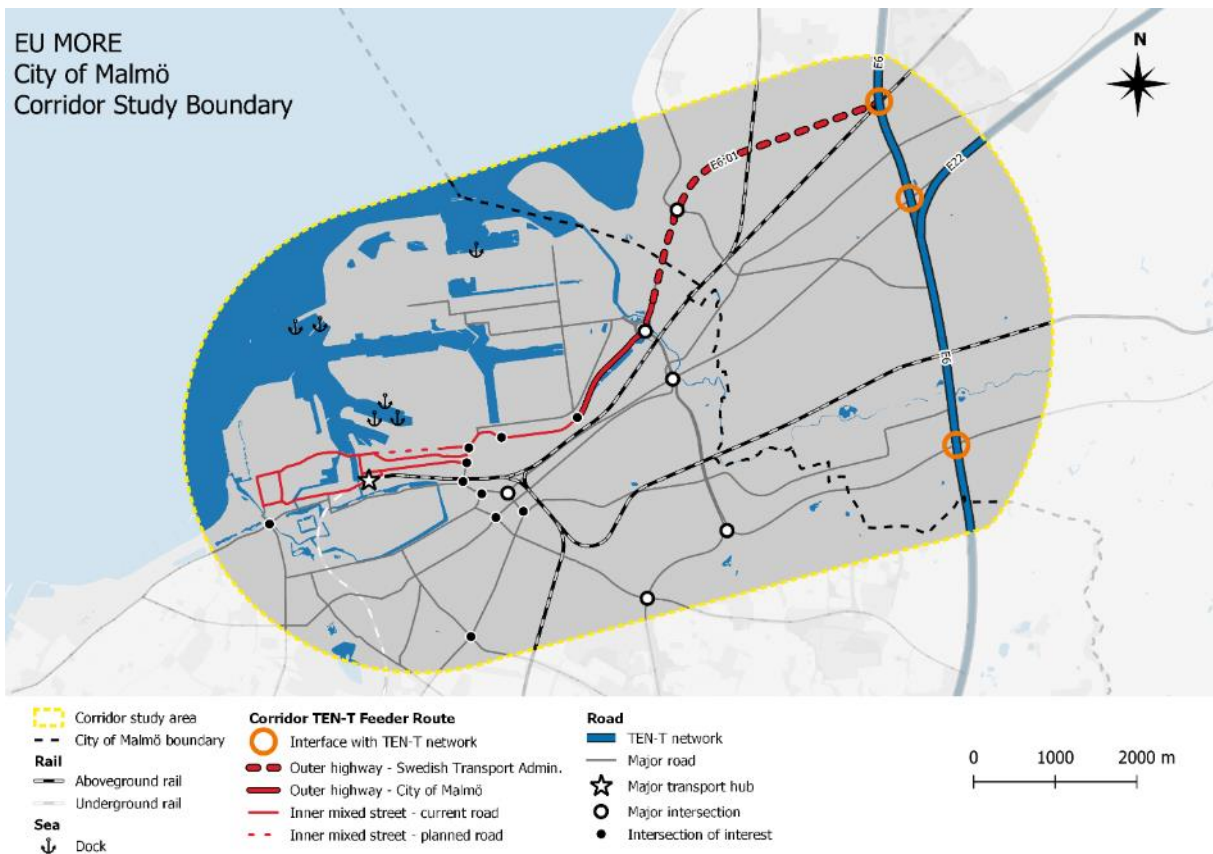 EU MORE
City of Malmö
Corridor Study Boundary
N
E6
E6:01
E22
E6
Corridor study area
City of Malmö boundary
Rail
Aboveground rail
Underground rail
Sea
Dock
Corridor TEN-T Feeder Route
Interface with TEN-T network
Outer highway - Swedish Transport Admin.
Outer highway - City of Malmö
Inner mixed street - current road
Inner mixed street - planned road
Road
TEN-T network
Major road
Major transport hub
Major intersection
Intersection of interest
0 1000 2000 m